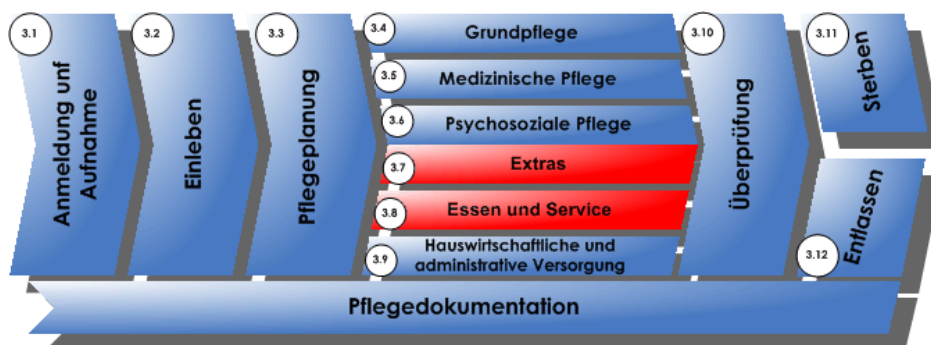 3.1
Anmeldung unf
Aufnahme
3.2
Einleben
3.3
Pflegeplanung
3.4
Grundpflege
3.5
Medizinische Pflege
3.6
Psychosoziale Pflege
3.7
Extras
3.8
Essen und Service
3.9
Hauswirtschaftliche und
administrative Versorgung
3.10
Überprüfung
3.11
Sterben
3.12
Entlassen
Pflegedokumentation